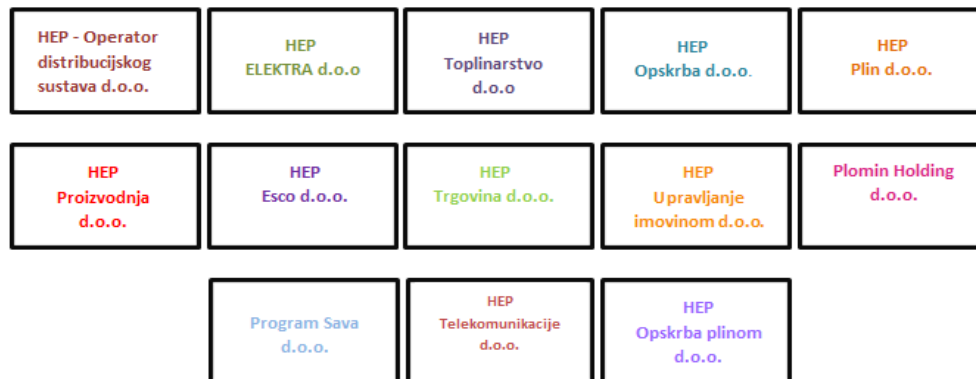 HEP - Operator
distribucijskog
sustava d.o.o.
HEP
ELEKTRA d.o.o
HEP
Toplinarstvo
d.o.o
HEP
Opskrba d.o.o.
HEP
Plin d.o.o.
HEP
Proizvodnja
d.o.o.
HEP
Esco d.o.o.
HEP
Trgovina d.o.o.
HEP
Upravljanje
imovinom d.o.o.
Plomin Holding
d.o.o.
Program Sava
d.o.o.
HEP
Telekomunikacije
d.o.o.
HEP
Opskrba plinom
d.o.o.